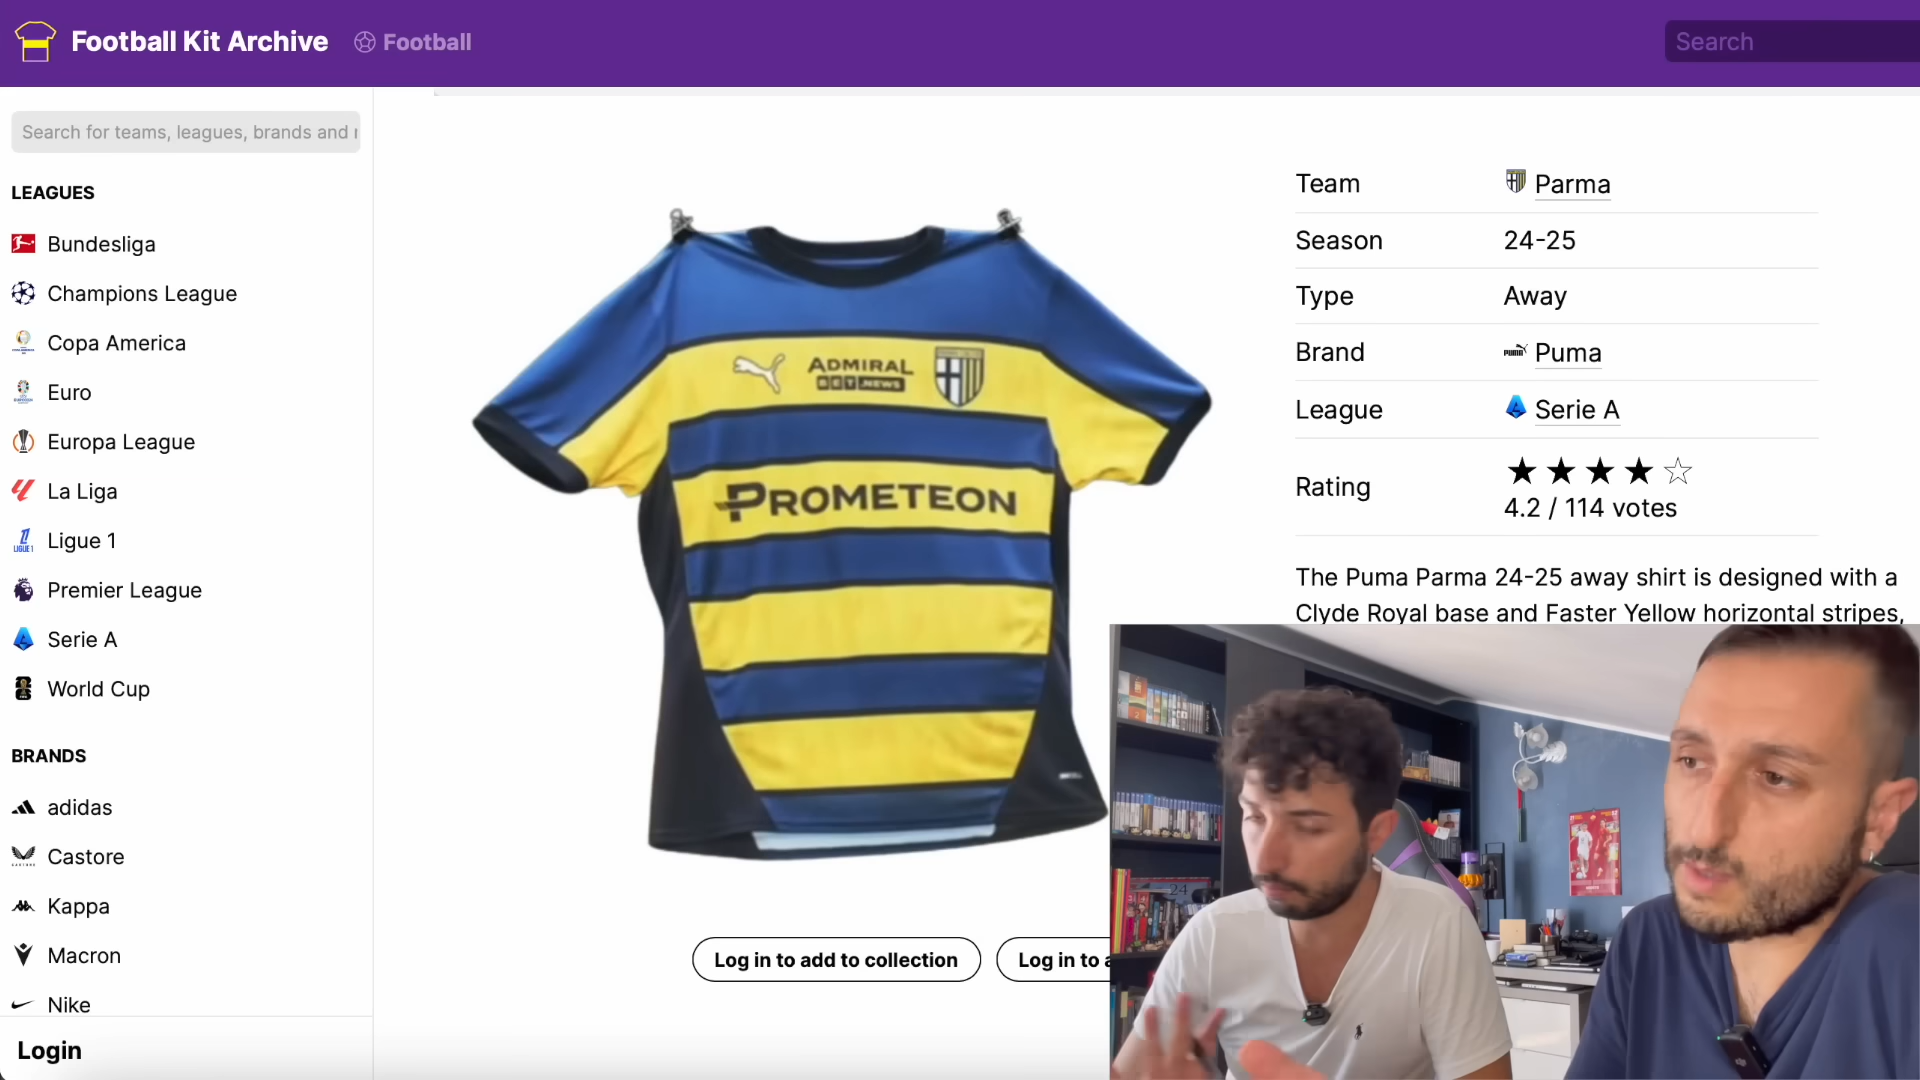 Football Kit Archive
Football
Search
Search for teams, leagues, brands and
LEAGUES
Bundesliga
Champions League
Copa America
Euro
Europa League
La Liga
Ligue 1
Premier League
Serie A
World Cup
BRANDS
adidas
Castore
Kappa
Macron
Nike
Login
ADMIRAL
BET.NEWS
PROMETEON
Log in to add to collection
Log in to
Team Parma
Season 24-25
Type Away
Brand Puma
League Serie A
Rating
4.2 / 114 votes
The Puma Parma 24-25 away shirt is designed with a
Clyde Royal base and Faster Yellow horizontal stripes,
24